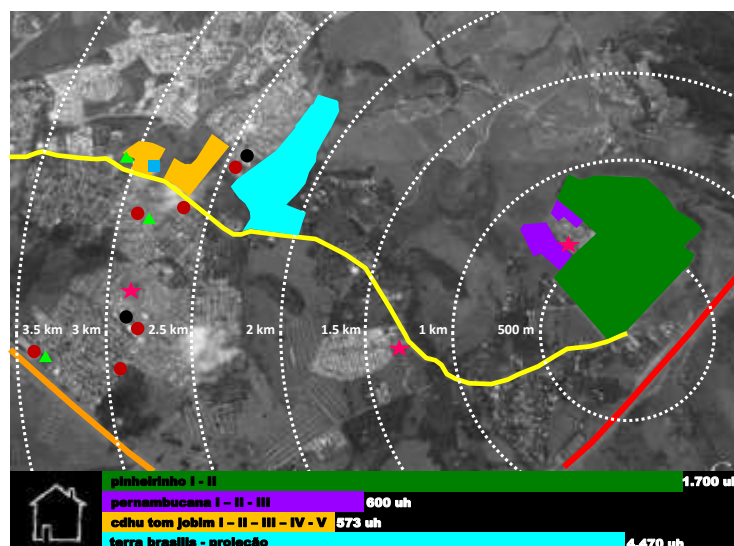 3.5 km 3 km 2.5 km 2 km 1.5 km 1 km 500 m
pinheirinho I - II 1.700 uh
pernambucana I – II - III 600 uh
cdhu tom jobim I – II – III – IV - V 573 uh
terra brasilis - projeção 4.470 uh